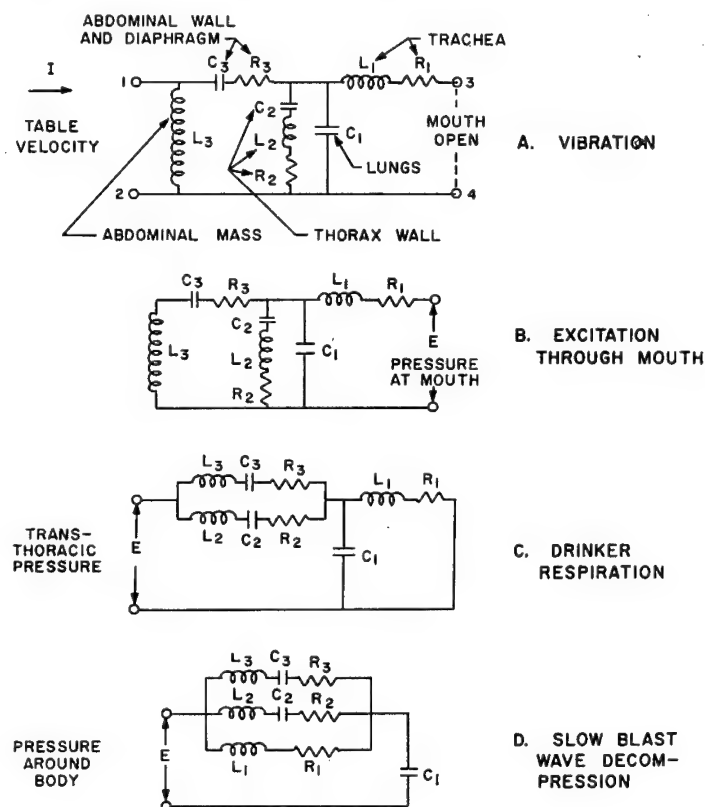 ABDOMINAL WALL
AND DIAPHRAGM
TRACHEA
C3 R3 L1 R1
I
1 3
TABLE
VELOCITY
L3
C2
L2
R2
C1
LUNGS
MOUTH
OPEN
A. VIBRATION
2 4
ABDOMINAL MASS
THORAX WALL
C3 R3 L1 R1
L3
C2
L2
R2
C1
E
PRESSURE
AT MOUTH
B. EXCITATION
THROUGH MOUTH
L3 C3 R3
L1 R1
L2 C2 R2
TRANS-
THORACIC
PRESSURE
E
C1
C. DRINKER
RESPIRATION
L3 C3 R3
L2 C2 R2
L1 R1
PRESSURE
AROUND
BODY
E
C1
D. SLOW BLAST
WAVE DECOM-
PRESSION